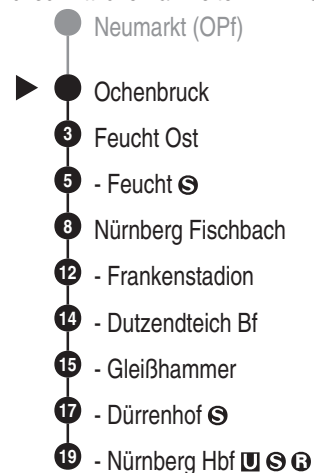 Neumarkt (OPf)
Ochenbruck
3 Feucht Ost
5 - Feucht S
8 Nürnberg Fischbach
12 - Frankenstadion
14 - Dutzendteich Bf
15 - Gleißhammer
17 - Dürrenhof S
19 - Nürnberg Hbf U S R